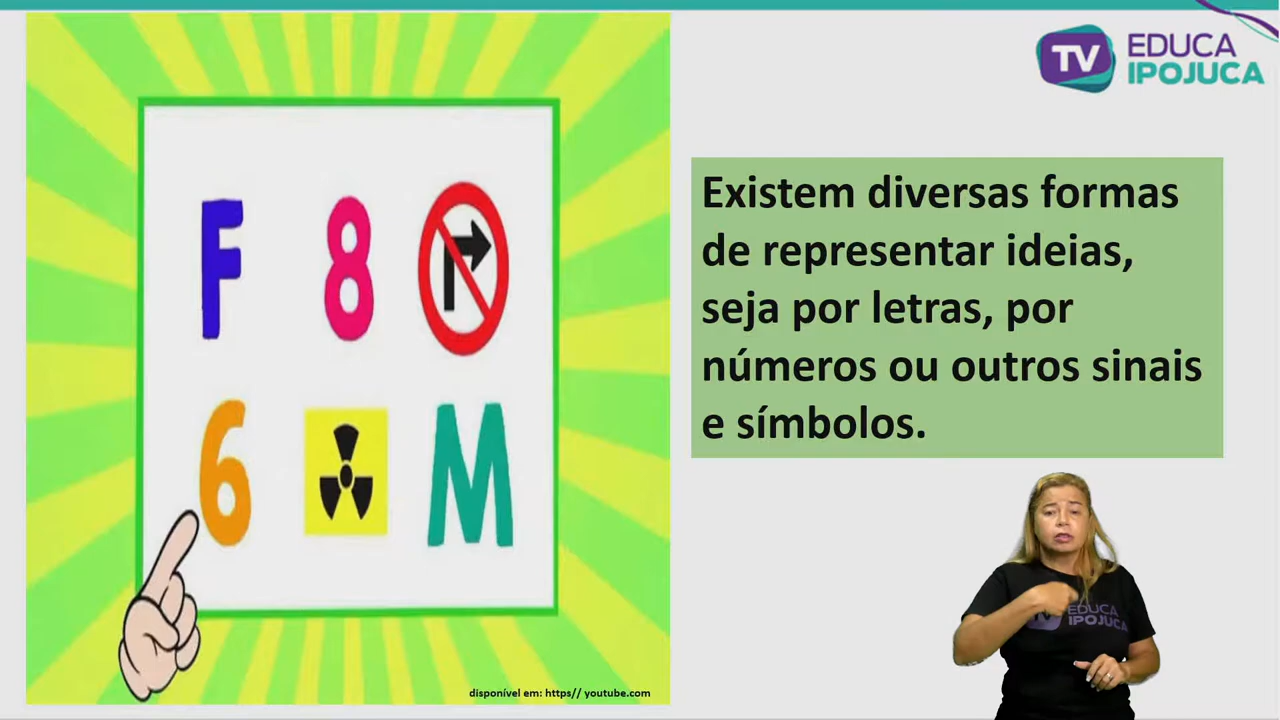 TV EDUCA
IPOJUCA
F 8
6 M
Existem diversas formas
de representar ideias,
seja por letras, por
números ou outros sinais
e símbolos.
EDUCA
IPOJUCA
disponível em: https// youtube.com